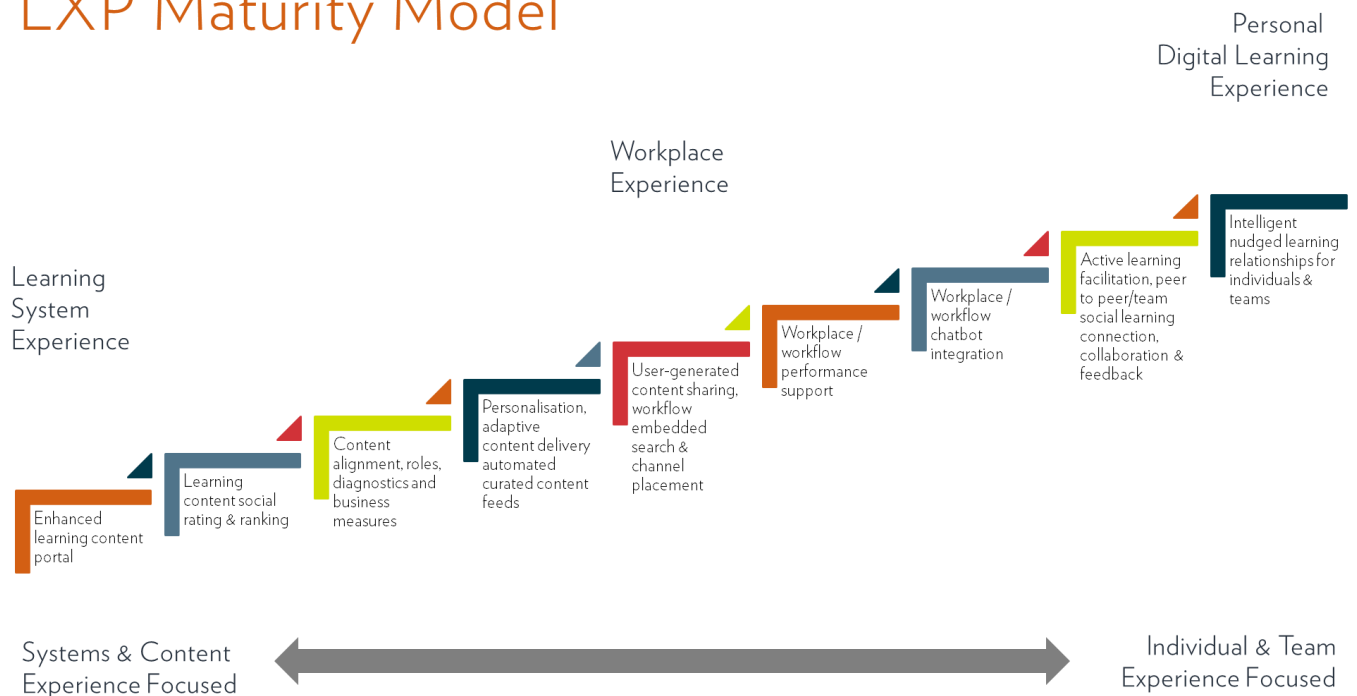 LXP Maturity Model
Personal
Digital Learning
Experience
Workplace
Experience
Learning
System
Experience
Enhanced
learning content
portal
Learning
content social
rating & ranking
Content
alignment, roles,
diagnostics and
business
measures
Personalisation,
adaptive
content delivery
automated
curated content
feeds
User-generated
content sharing,
workflow
embedded
search &
channel
placement
Workplace /
workflow
performance
support
Workplace /
workflow
chatbot
integration
Active learning
facilitation, peer
to peer/team
social learning
connection,
collaboration &
feedback
Intelligent
nudged learning
relationships for
individuals &
teams
Systems & Content
Experience Focused
Individual & Team
Experience Focused